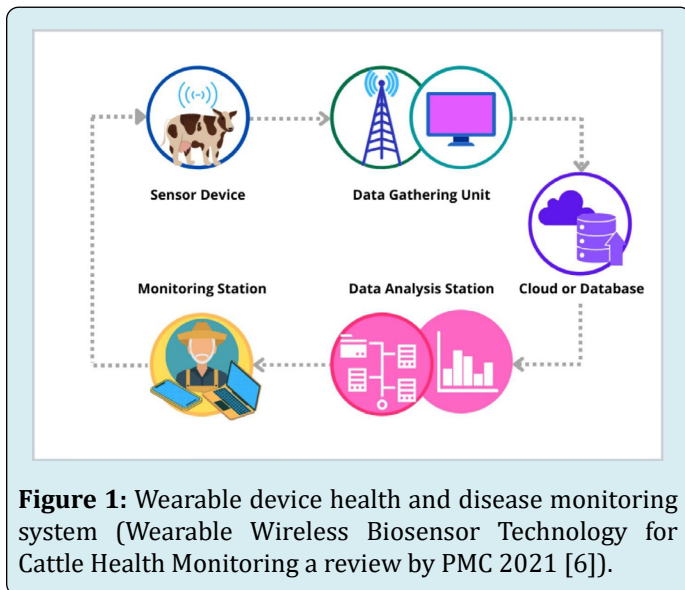 Sensor Device
Data Gathering Unit
Monitoring Station
Data Analysis Station
Cloud or Database
Figure 1: Wearable device health and disease monitoring
system (Wearable Wireless Biosensor Technology for
Cattle Health Monitoring a review by PMC 2021 [6]).